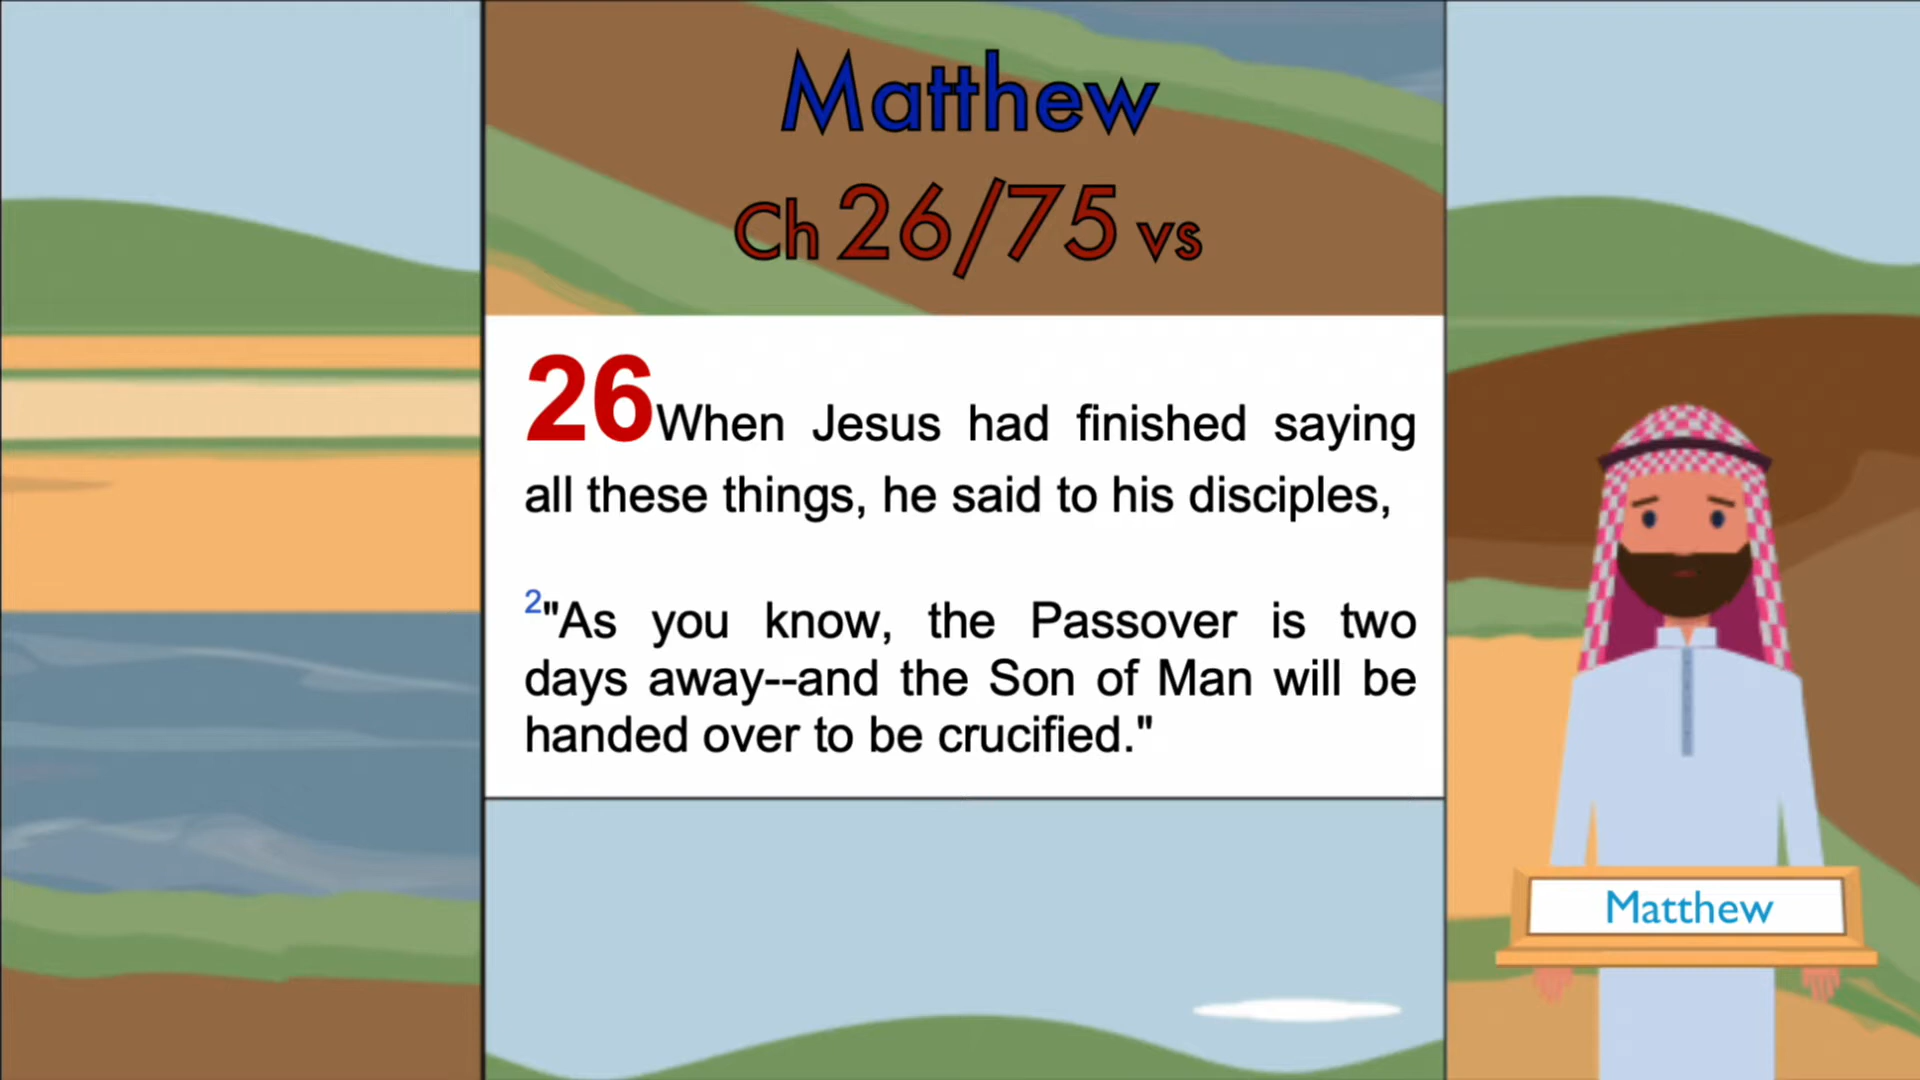 Matthew
Ch 26/75 vs
26When Jesus had finished saying
all these things, he said to his disciples,
2"As you know, the Passover is two
days away--and the Son of Man will be
handed over to be crucified."
Matthew